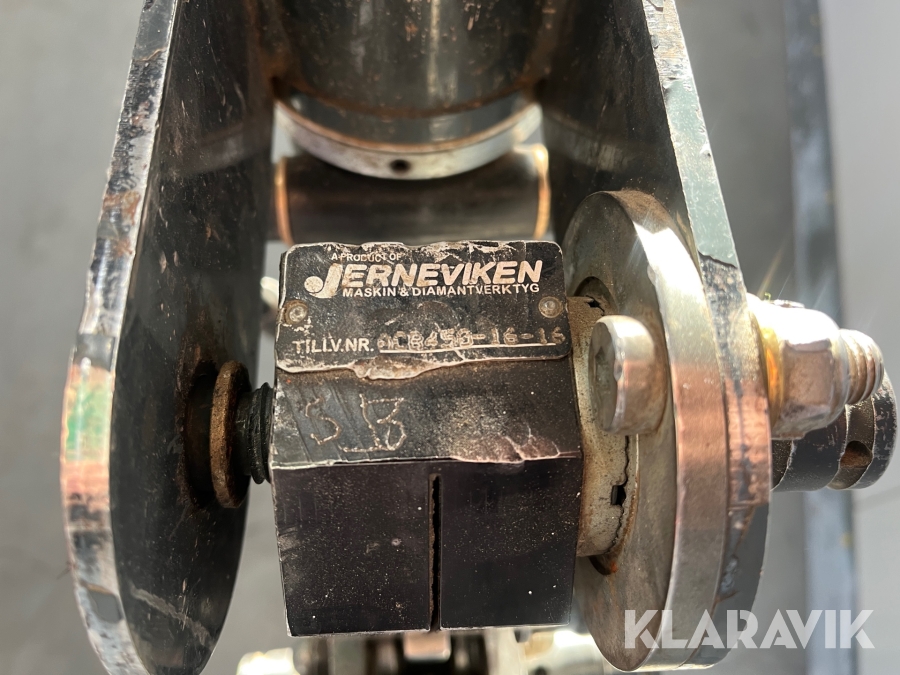 A PRODUCT OF
JERNEVIKEN
MASKIN & DIAMANTVERKTYG
TILLV.NR.
KLARAVIK